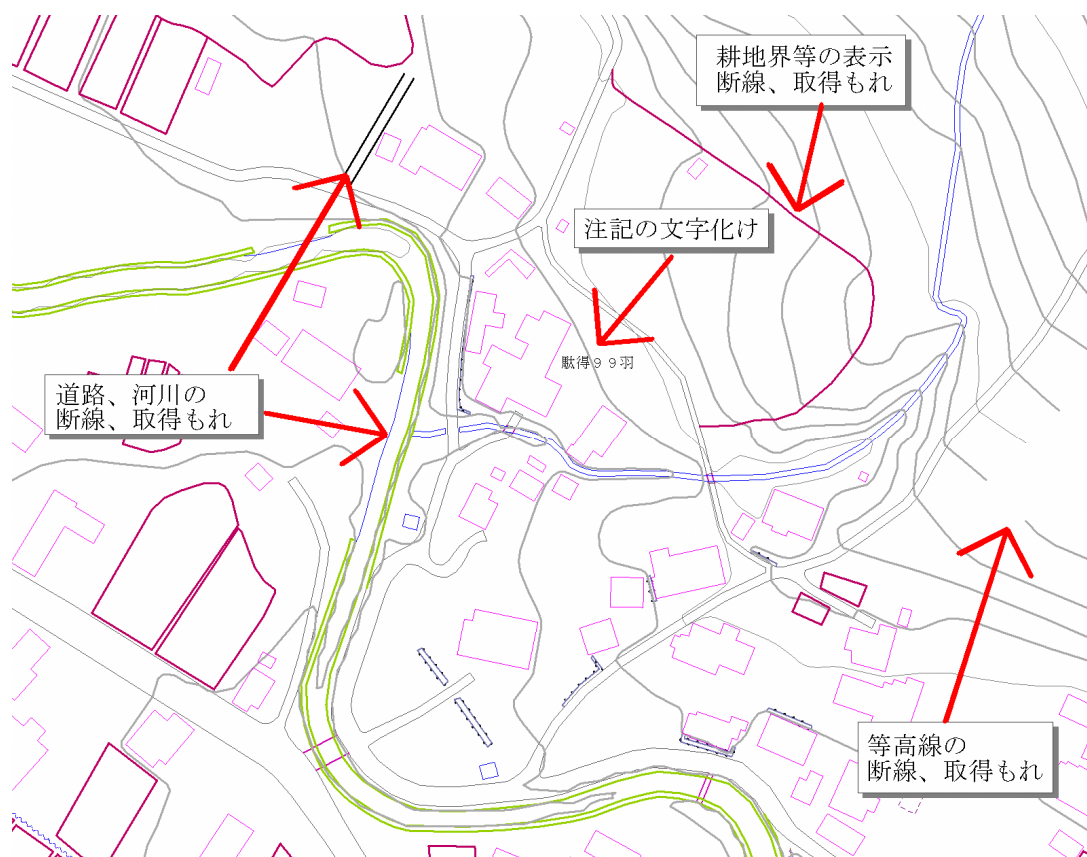 耕地界等の表示
断線、取得もれ
注記の文字化け
駄得９９羽
道路、河川の
断線、取得もれ
等高線の
断線、取得もれ